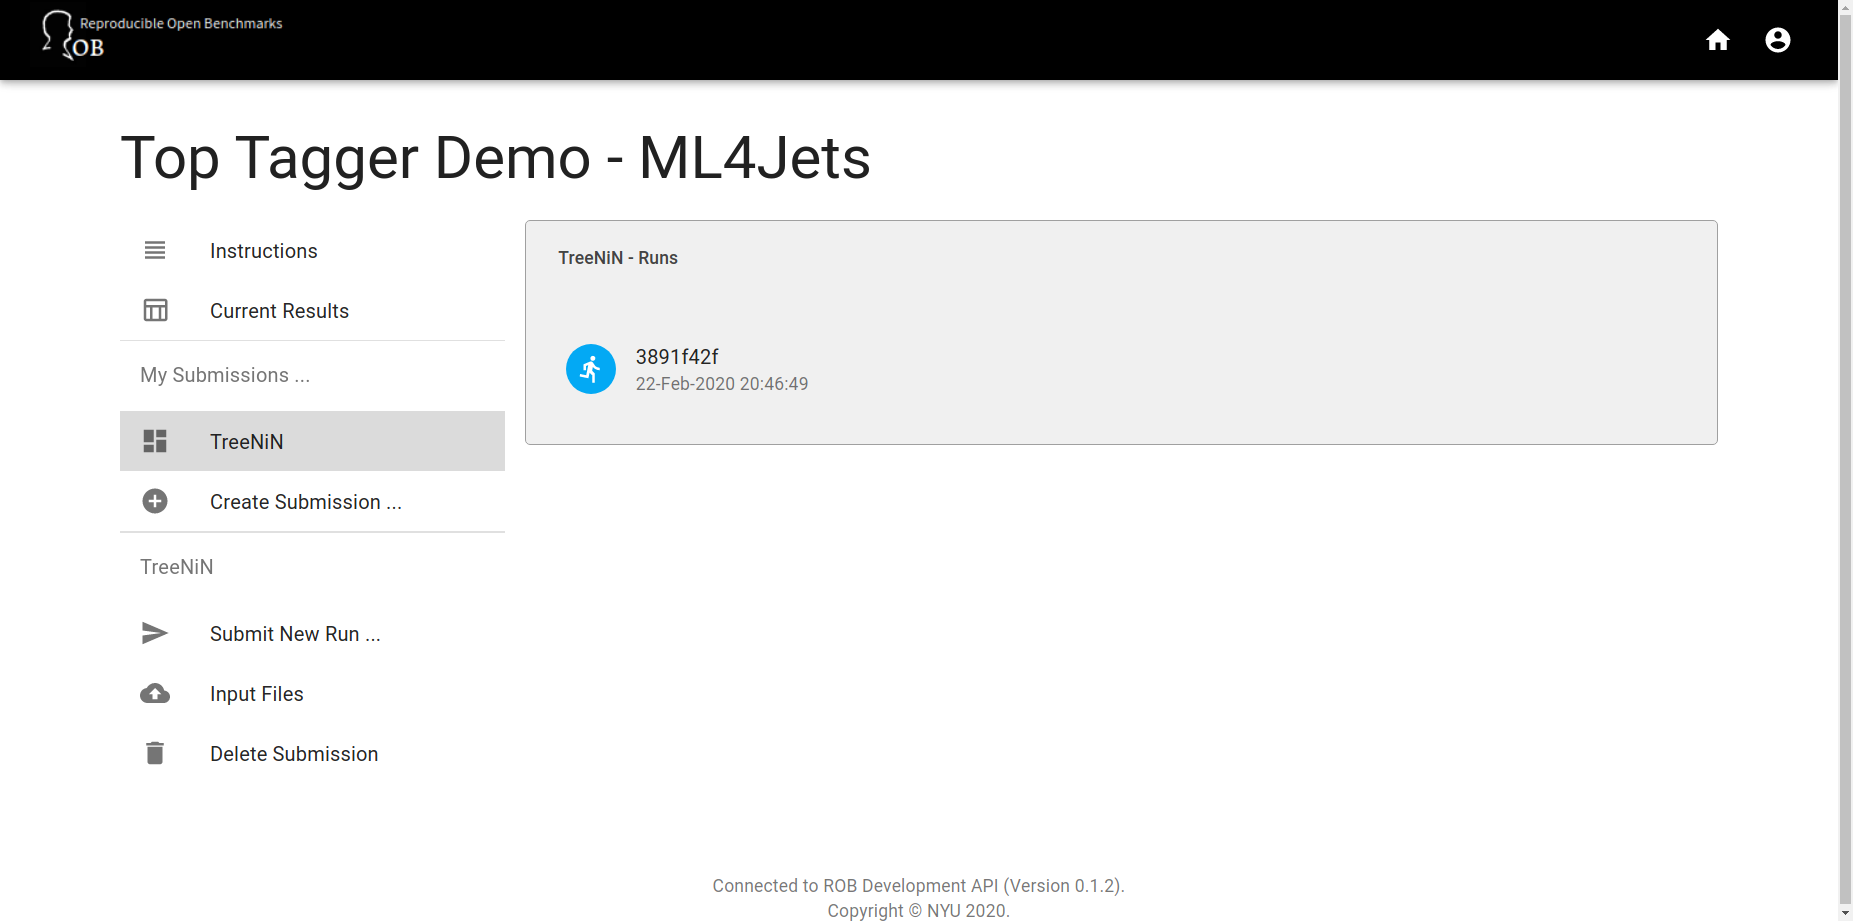 Reproducible Open Benchmarks
OB
Top Tagger Demo - ML4Jets
Instructions
Current Results
My Submissions ...
TreeNiN
Create Submission ...
TreeNiN
Submit New Run ...
Input Files
Delete Submission
TreeNiN - Runs
3891f42f
22-Feb-2020 20:46:49
Connected to ROB Development API (Version 0.1.2).
Copyright © NYU 2020.